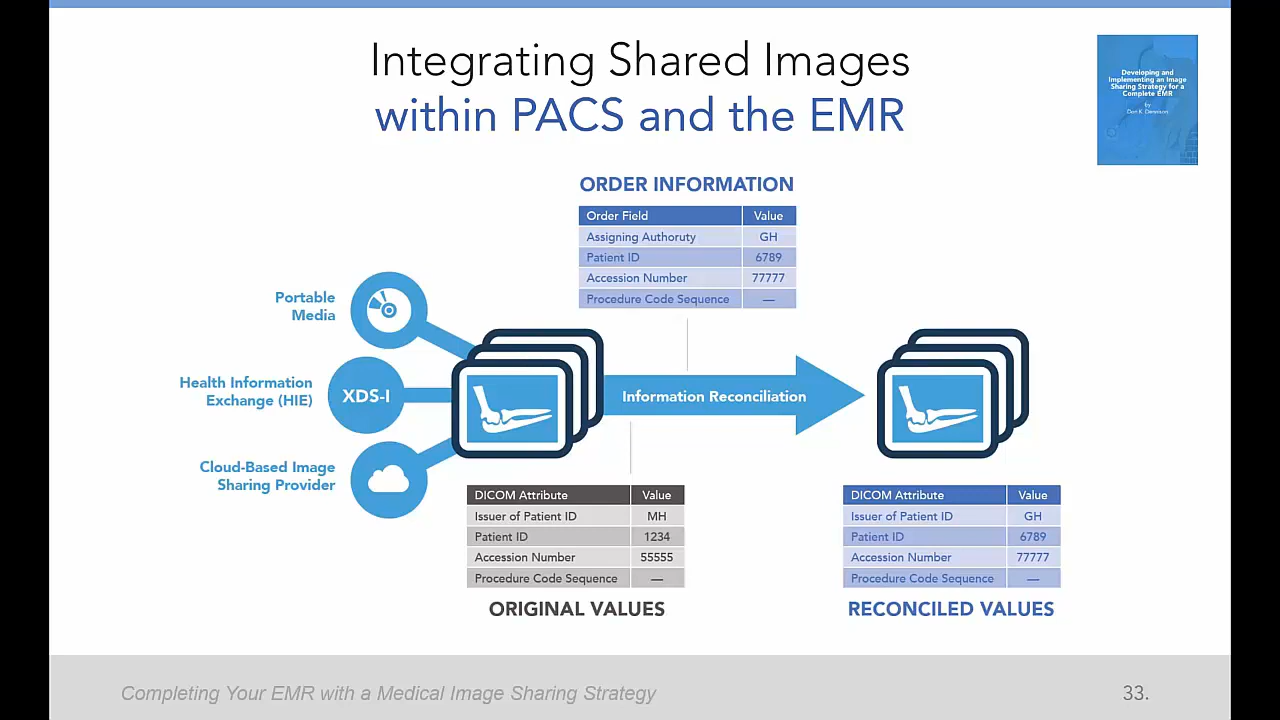 Integrating Shared Images
within PACS and the EMR
Developing and
Implementing an Image
Sharing Strategy for a
Complete EMR
by
Don K. Dennison
ORDER INFORMATION
Order Field Value
Assigning Authoruty GH
Patient ID 6789
Accession Number 77777
Procedure Code Sequence —
Portable
Media
Health Information
Exchange (HIE)
XDS-I
Cloud-Based Image
Sharing Provider
Information Reconciliation
DICOM Attribute Value
Issuer of Patient ID MH
Patient ID 1234
Accession Number 55555
Procedure Code Sequence —
ORIGINAL VALUES
DICOM Attribute Value
Issuer of Patient ID GH
Patient ID 6789
Accession Number 77777
Procedure Code Sequence —
RECONCILED VALUES
Completing Your EMR with a Medical Image Sharing Strategy
33.